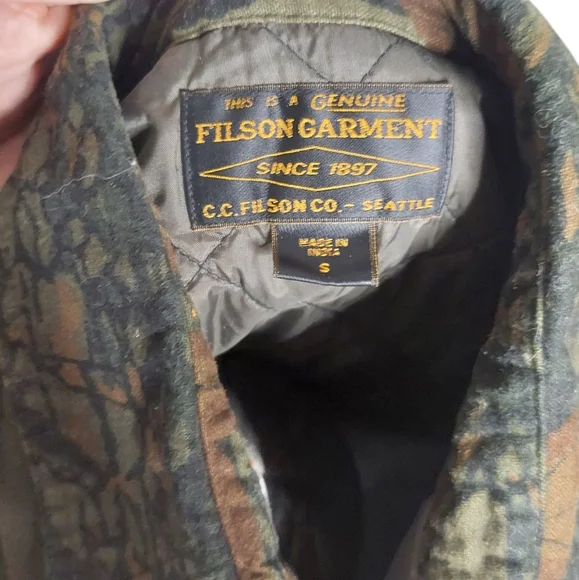 THIS IS A GENUINE
FILSON GARMENT
SINCE 1897
C.C. FILSON CO. - SEATTLE
MADE IN
INDIA
S